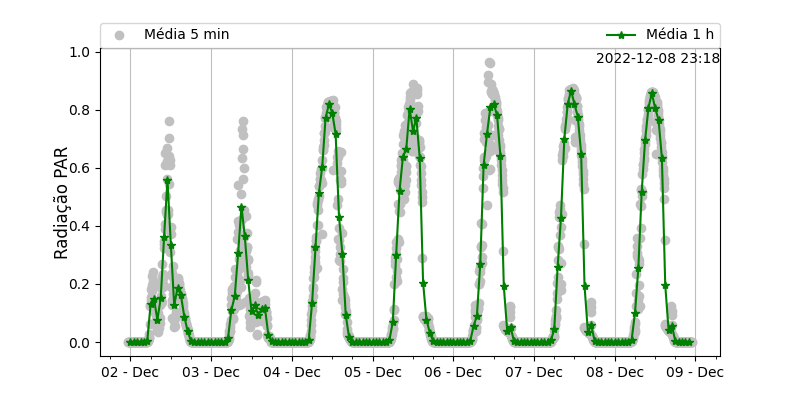 Média 5 min
Média 1 h
2022-12-08 23:18
Radiação PAR
1.0
0.8
0.6
0.4
0.2
0.0
02 - Dec 03 - Dec 04 - Dec 05 - Dec 06 - Dec 07 - Dec 08 - Dec 09 - Dec